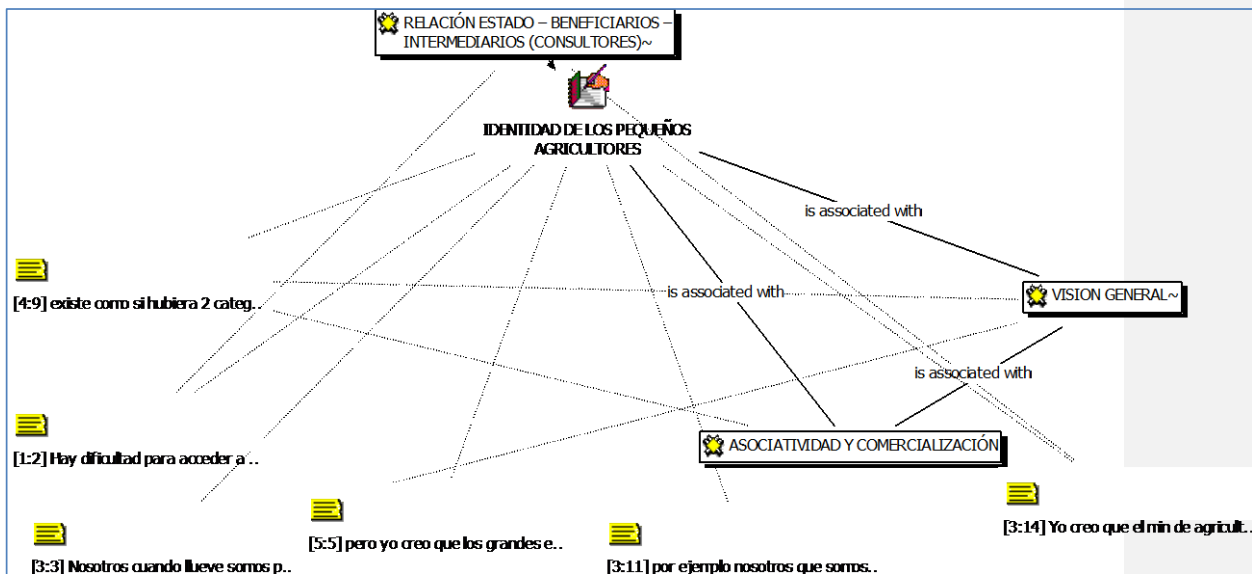 RELACIÓN ESTADO – BENEFICIARIOS –
INTERMEDIARIOS (CONSULTORES)~
IDENTIDAD DE LOS PEQUEÑOS
AGRICULTORES
is associated with
[4:9] existe como si hubiera 2 categ..
is associated with
VISION GENERAL~
is associated with
[1:2] Hay dificultad para acceder a ..
ASOCIATIVIDAD Y COMERCIALIZACIÓN
[3:14] Yo creo que el min de agricult..
[5:5] pero yo creo que los grandes e..
[3:3] Nosotros cuando llueve somos p..
[3:11] por ejemplo nosotros que somos..